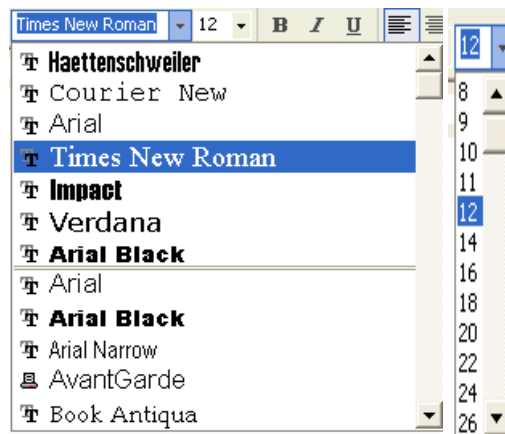 Times New Roman 12 B I U
Haettenschweiler
Courier New
Arial
Times New Roman
Impact
Verdana
Arial Black
Arial
Arial Black
Arial Narrow
AvantGarde
Book Antiqua
12
8
9
10
11
12
14
16
18
20
22
24
26